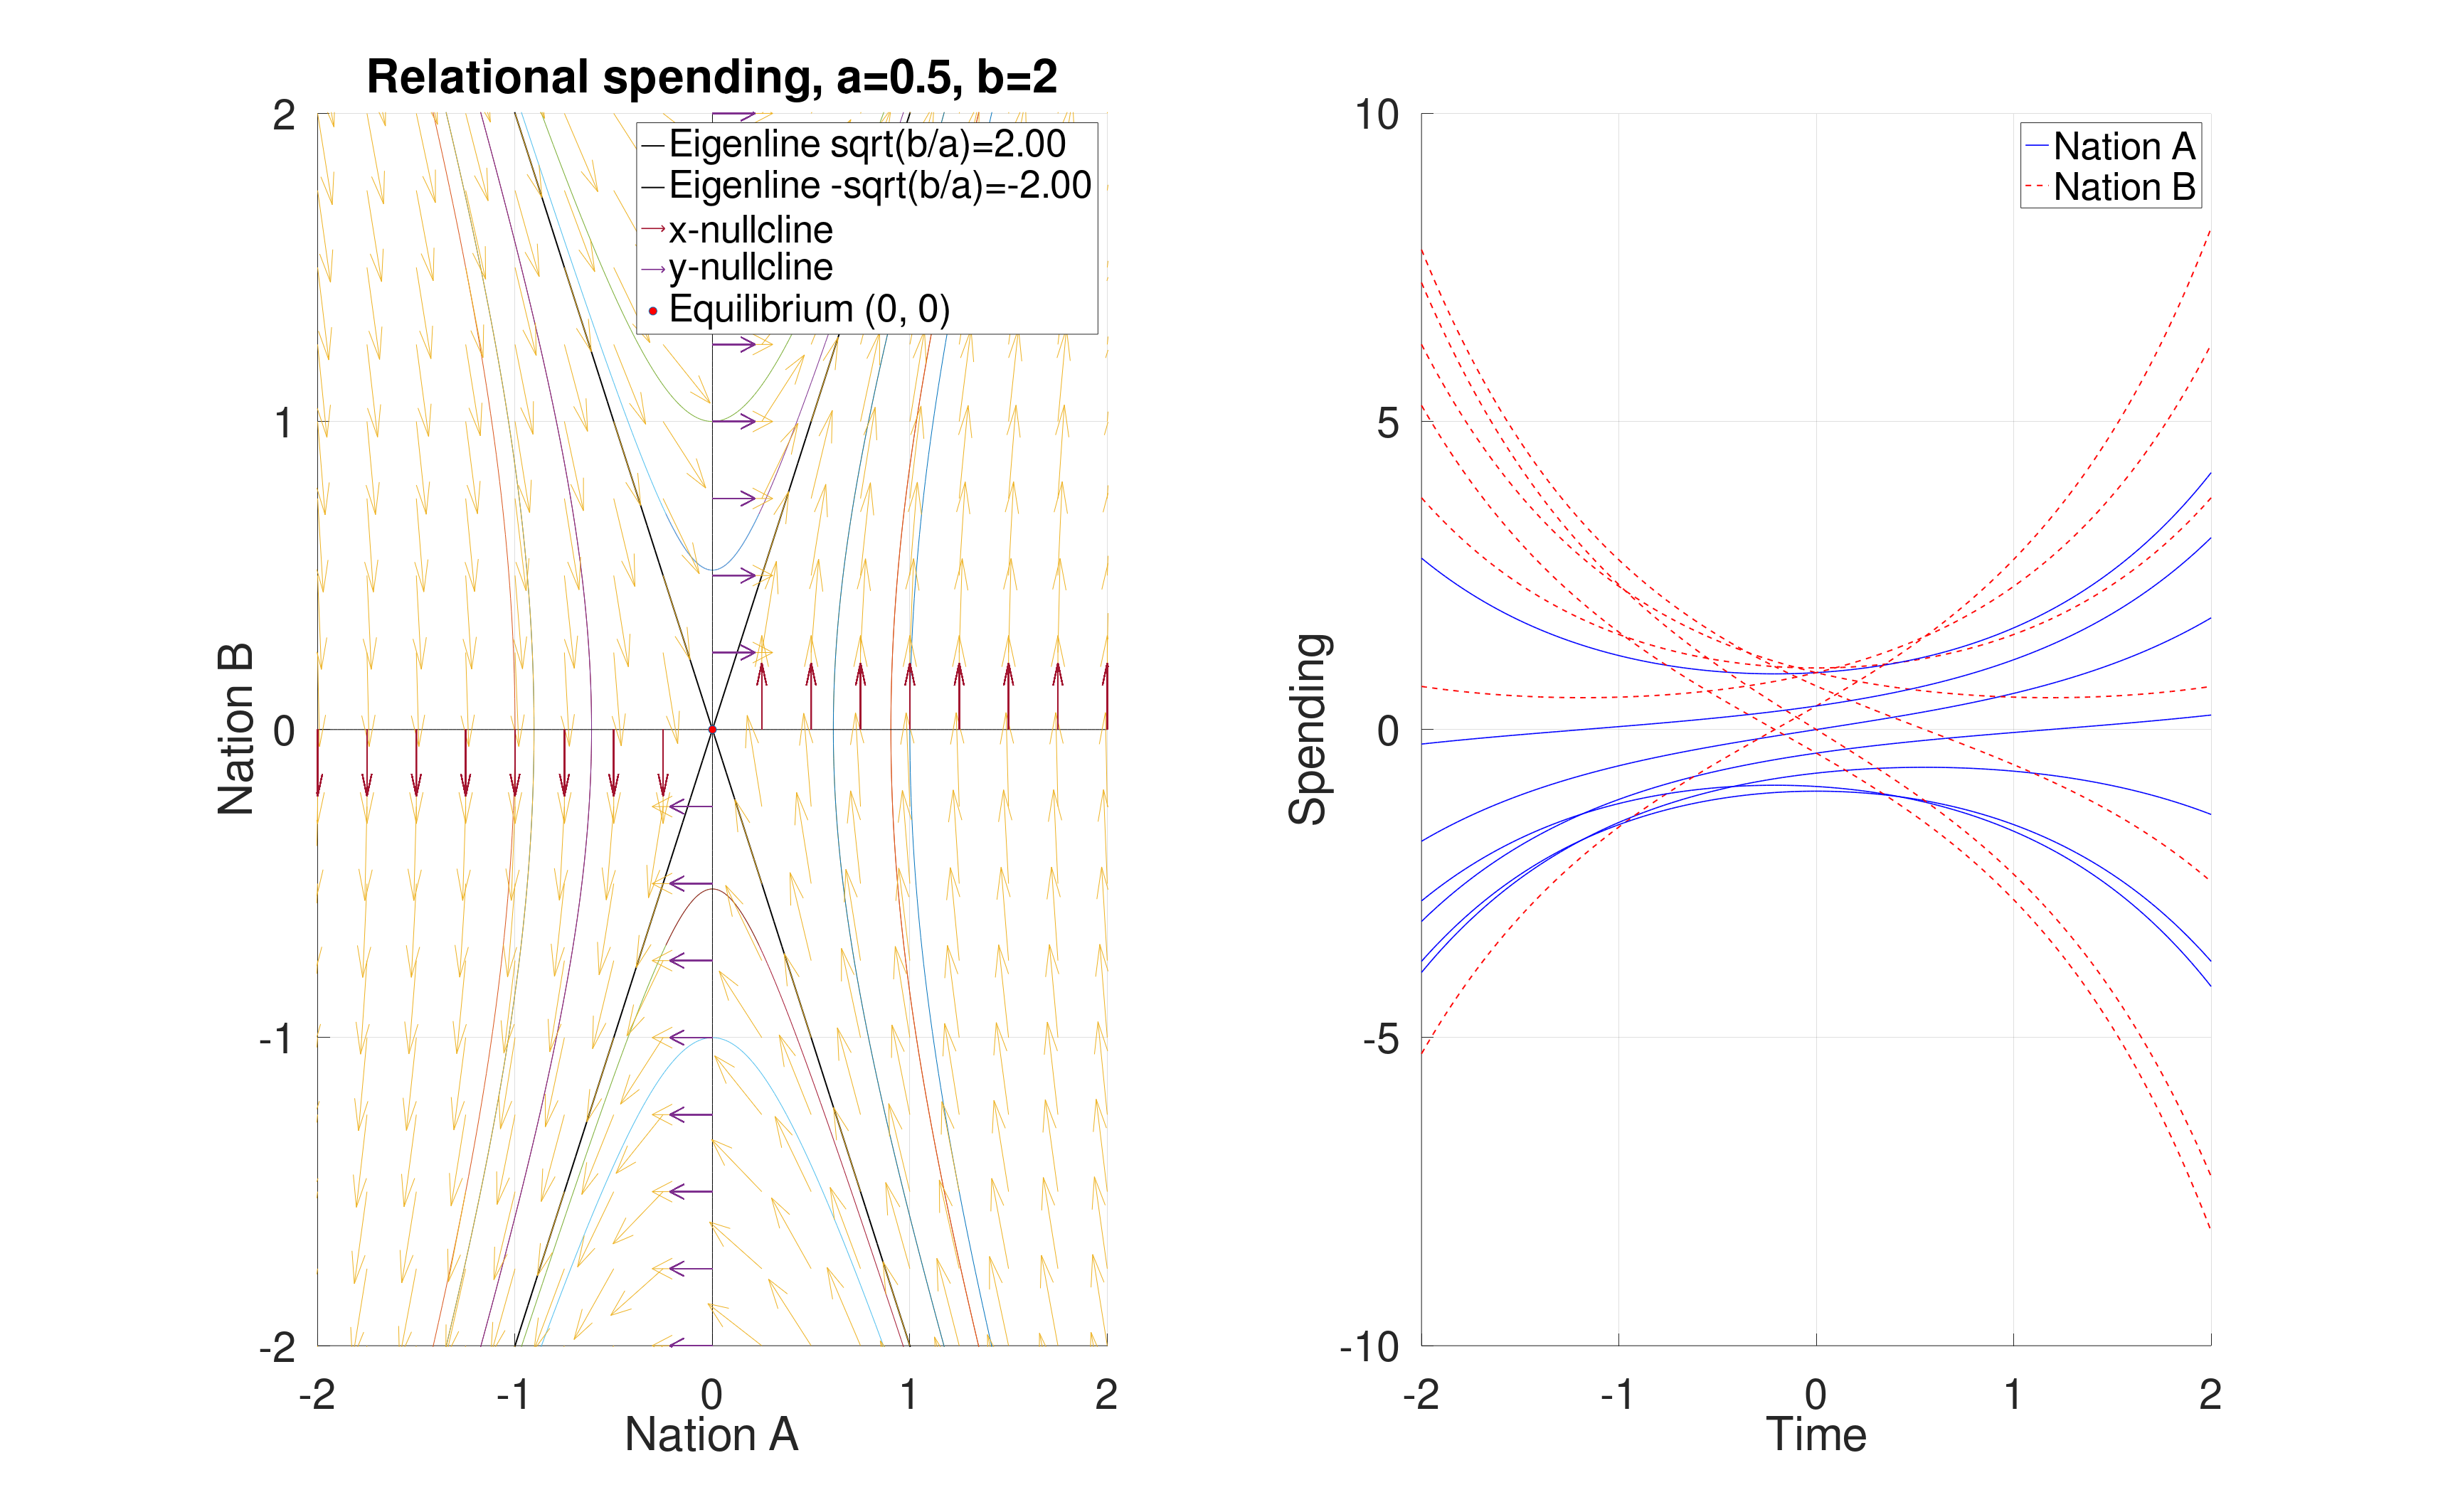 Relational spending, a=0.5, b=2
2
1
0
-1
-2
Nation B
Eigenline sqrt(b/a)=2.00
Eigenline -sqrt(b/a)=-2.00
x-nullcline
y-nullcline
Equilibrium (0, 0)
-2
-1
0
1
2
Nation A
10
5
0
-5
-10
Spending
Nation A
Nation B
-2
-1
0
1
2
Time